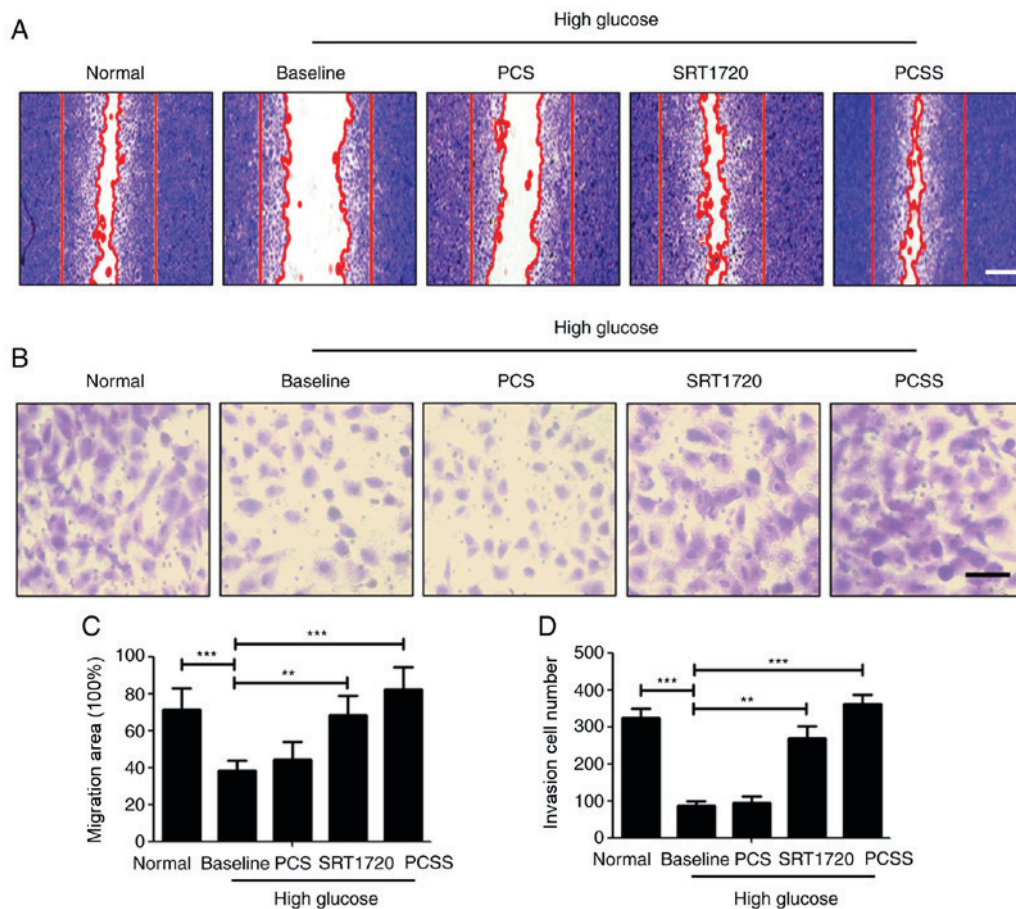 A
High glucose
Normal Baseline PCS SRT1720 PCSS
B
High glucose
Normal Baseline PCS SRT1720 PCSS
C
Migration area (100%)
100
80
60
40
20
0
***
**
***
Normal Baseline PCS SRT1720 PCSS
High glucose
D
Invasion cell number
500
400
300
200
100
0
***
**
***
Normal Baseline PCS SRT1720 PCSS
High glucose